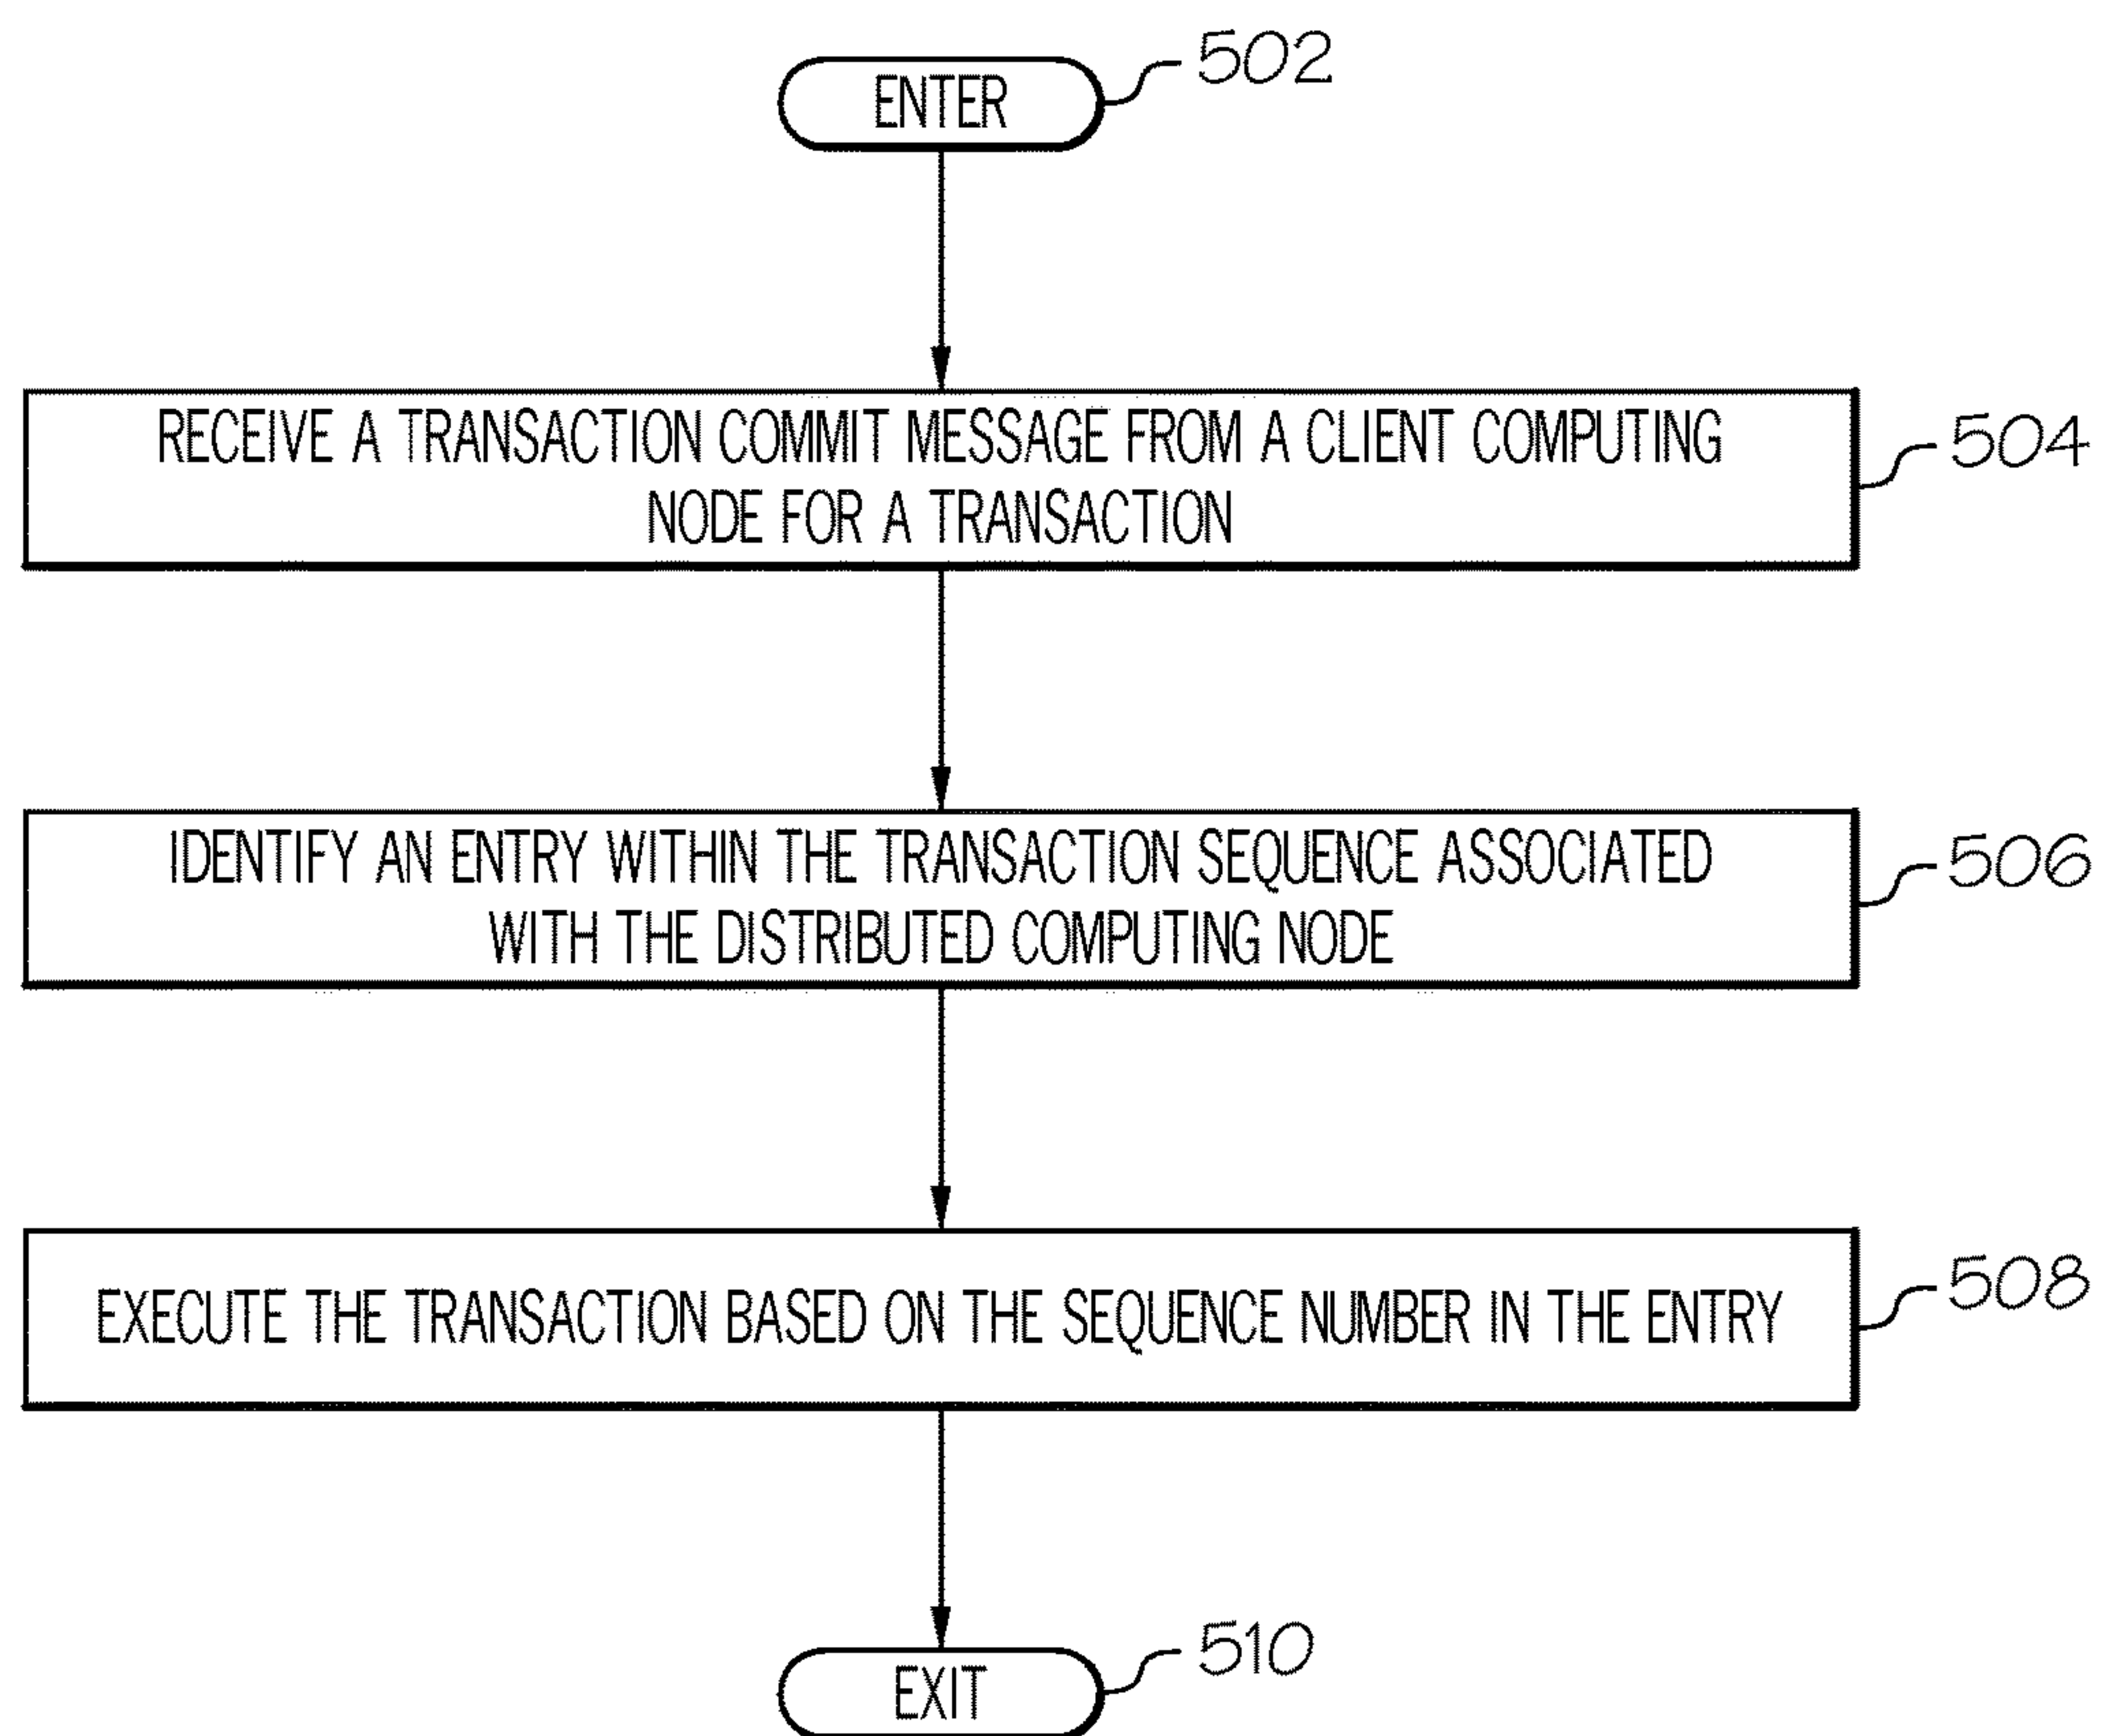 ENTER
502
RECEIVE A TRANSACTION COMMIT MESSAGE FROM A CLIENT COMPUTING
NODE FOR A TRANSACTION
504
IDENTIFY AN ENTRY WITHIN THE TRANSACTION SEQUENCE ASSOCIATED
WITH THE DISTRIBUTED COMPUTING NODE
506
EXECUTE THE TRANSACTION BASED ON THE SEQUENCE NUMBER IN THE ENTRY
508
EXIT
510